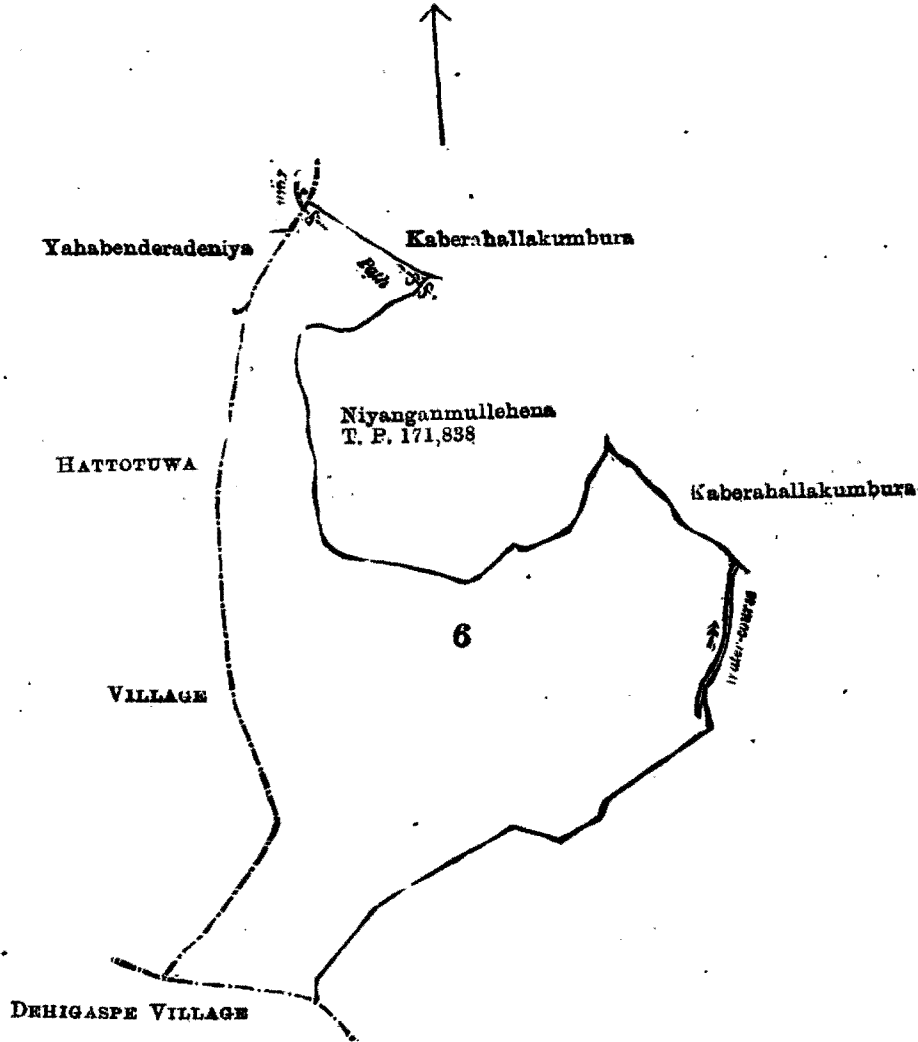 Yahabenderadeniya
Kaberahallakumbura
Path
Niyanganmullehena
T. P. 171,838
HATTOTUWA
Kaberahallakumbura
6
Water-course
VILLAGE
DEHIGASPE VILLAGE